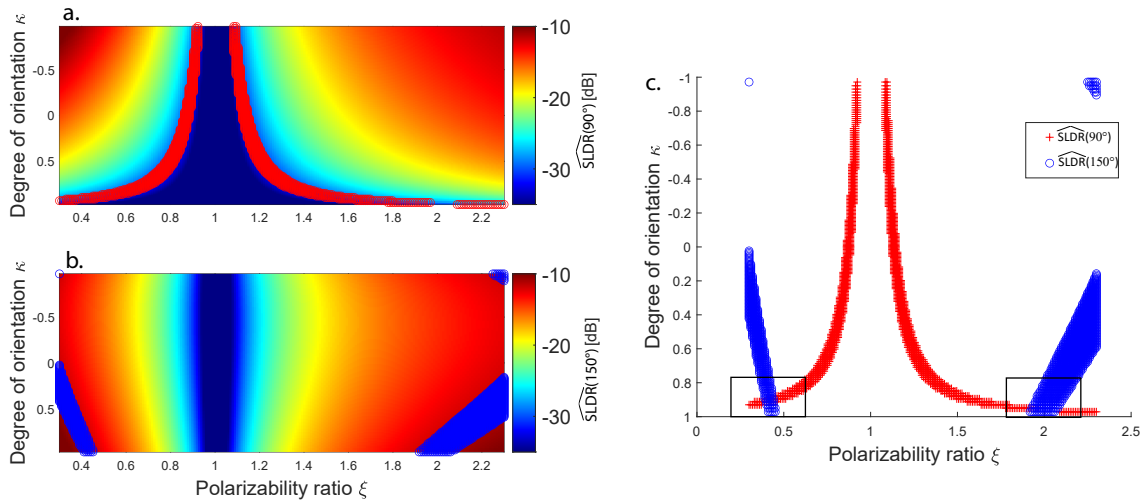 a.
Degree of orientation κ
-0.5
0
0.5
0.4 0.6 0.8 1 1.2 1.4 1.6 1.8 2 2.2
-10
-20
-30
SLDR(90°) [dB]
b.
Degree of orientation κ
-0.5
0
0.5
0.4 0.6 0.8 1 1.2 1.4 1.6 1.8 2 2.2
Polarizability ratio ξ
-10
-20
-30
SLDR(150°) [dB]
c.
Degree of orientation κ
-1
-0.8
-0.6
-0.4
-0.2
0
0.2
0.4
0.6
0.8
1
0 0.5 1 1.5 2 2.5
Polarizability ratio ξ
SLDR(90°)
SLDR(150°)